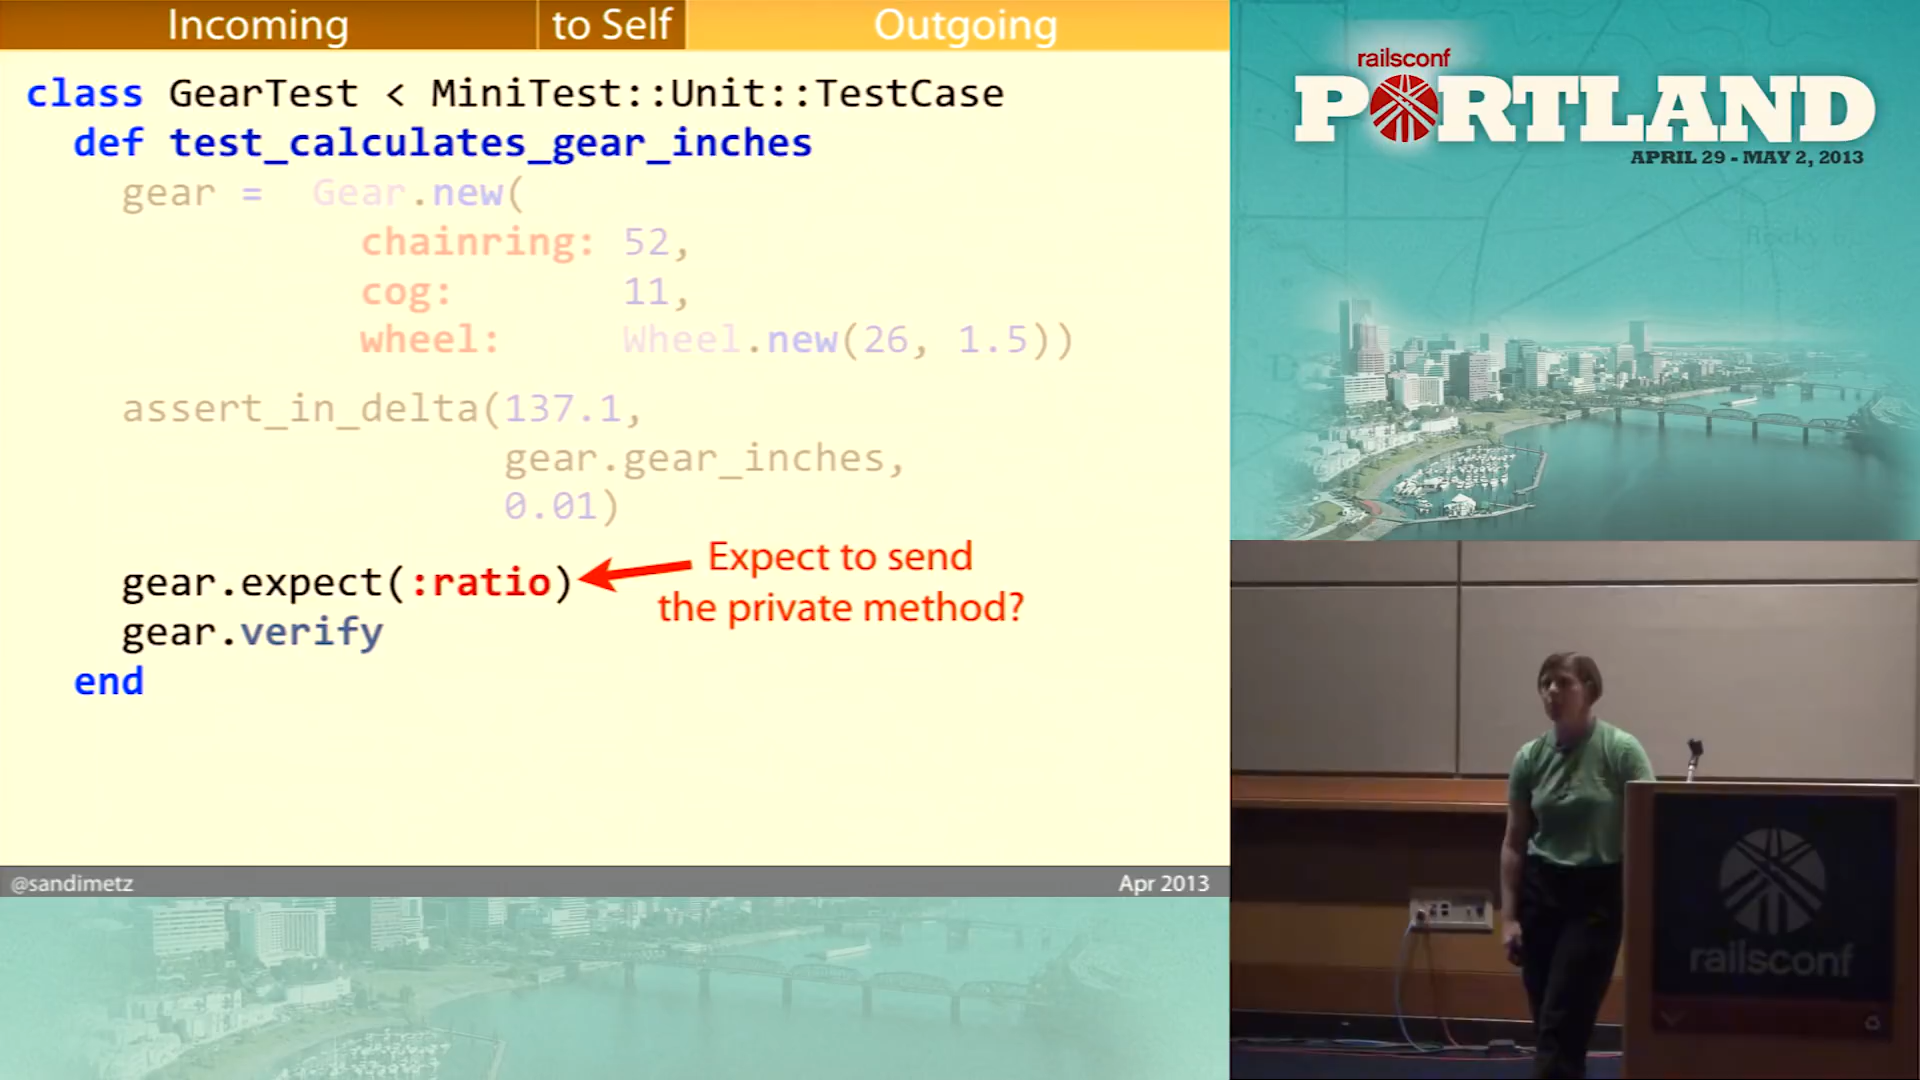 Incoming to Self Outgoing
class GearTest < MiniTest::Unit::TestCase
def test_calculates_gear_inches
gear = Gear.new(
chainring: 52,
cog: 11,
wheel: Wheel.new(26, 1.5))
assert_in_delta(137.1,
gear.gear_inches,
0.01)
gear.expect(:ratio)
gear.verify
end
Expect to send
the private method?
@sandimetz Apr 2013
railsconf
PORTLAND
APRIL 29 - MAY 2, 2013
railsconf